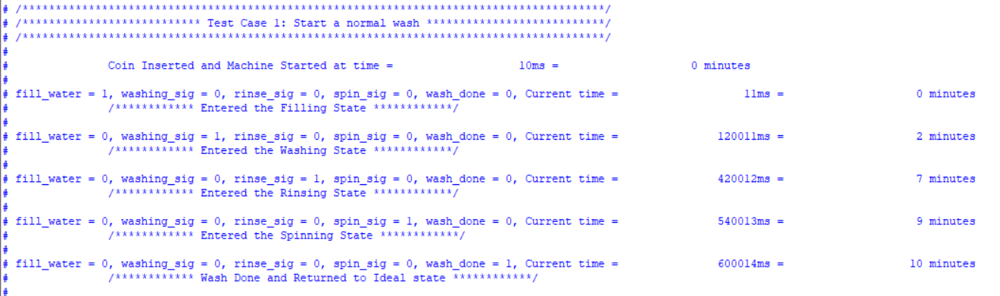 # /****************************************************************************************/
# /*************************** Test Case 1: Start a normal wash ***************************/
# /****************************************************************************************/
#
# Coin Inserted and Machine Started at time = 10ms = 0 minutes
#
# fill_water = 1, washing_sig = 0, rinse_sig = 0, spin_sig = 0, wash_done = 0, Current time = 11ms = 0 minutes
# /************ Entered the Filling State ************/
#
# fill_water = 0, washing_sig = 1, rinse_sig = 0, spin_sig = 0, wash_done = 0, Current time = 120011ms = 2 minutes
# /************ Entered the Washing State ************/
#
# fill_water = 0, washing_sig = 0, rinse_sig = 1, spin_sig = 0, wash_done = 0, Current time = 420012ms = 7 minutes
# /************ Entered the Rinsing State ************/
#
# fill_water = 0, washing_sig = 0, rinse_sig = 0, spin_sig = 1, wash_done = 0, Current time = 540013ms = 9 minutes
# /************ Entered the Spinning State ************/
#
# fill_water = 0, washing_sig = 0, rinse_sig = 0, spin_sig = 0, wash_done = 1, Current time = 600014ms = 10 minutes
# /************ Wash Done and Returned to Ideal state ************/
#